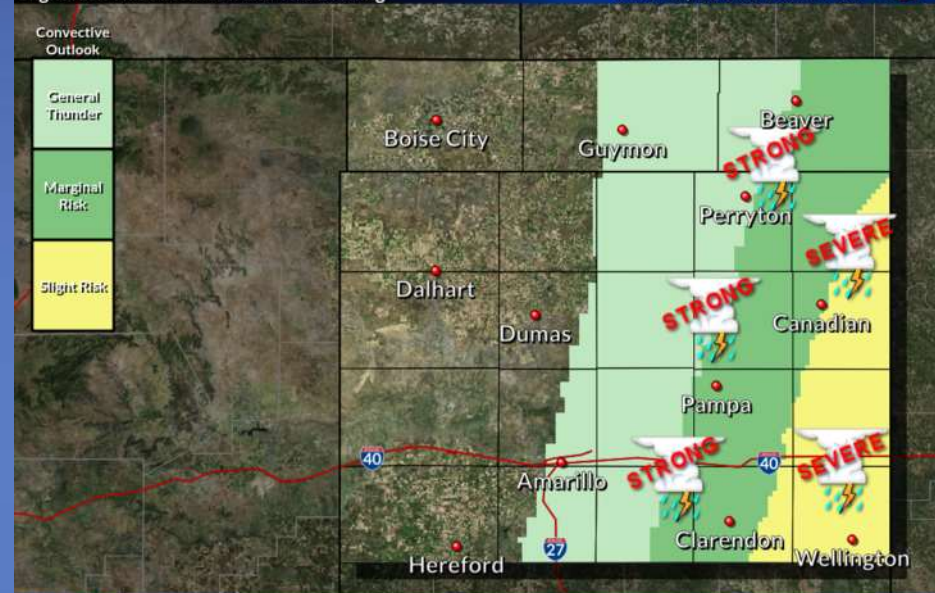 Convective
Outlook
General
Thunder
Marginal
Risk
Slight Risk
Boise City
Guymon
Beaver
STRONG
Perryton
SEVERE
Dalhart
STRONG
Dumas
Canadian
Pampa
40
STRONG
40
SEVERE
Amarillo
27
Clarendon
Hereford
Wellington